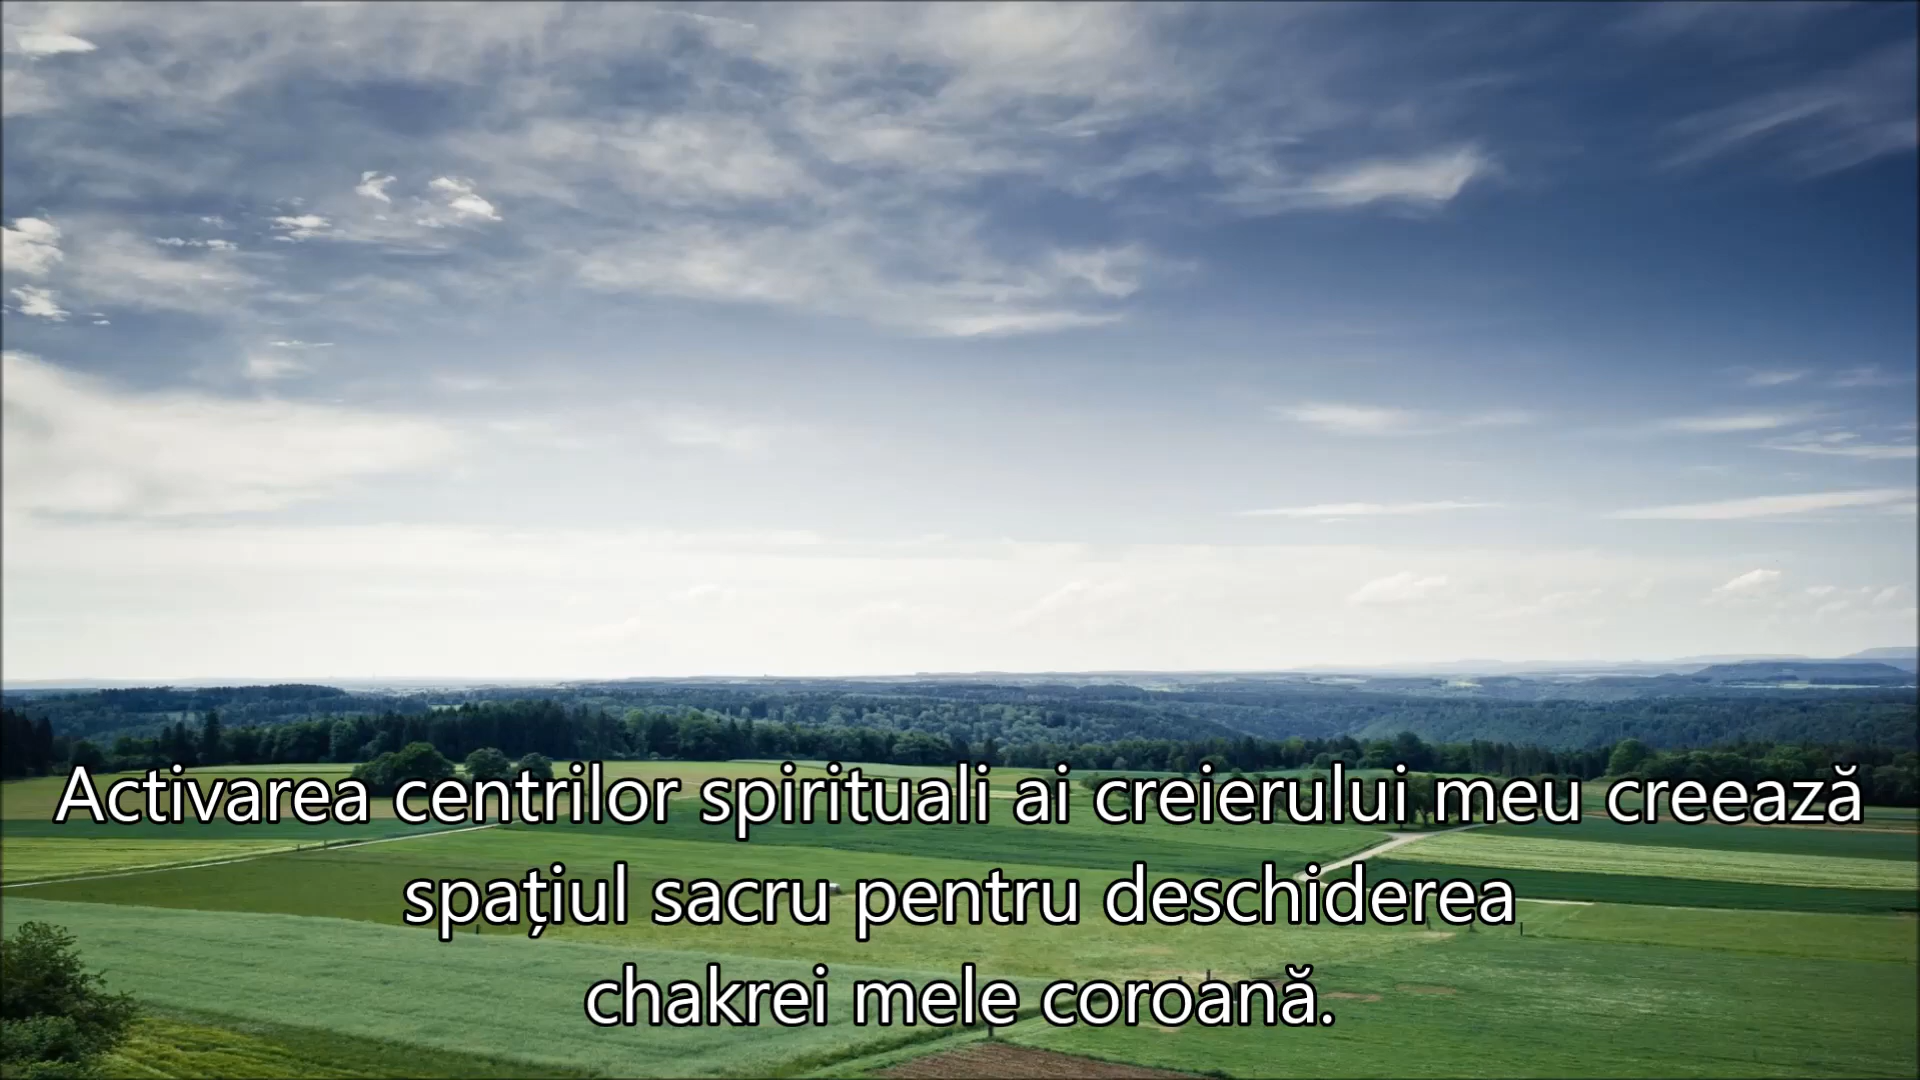 Activarea centrilor spirituali ai creierului meu creează
spațiul sacru pentru deschiderea
chakrei mele coroană.